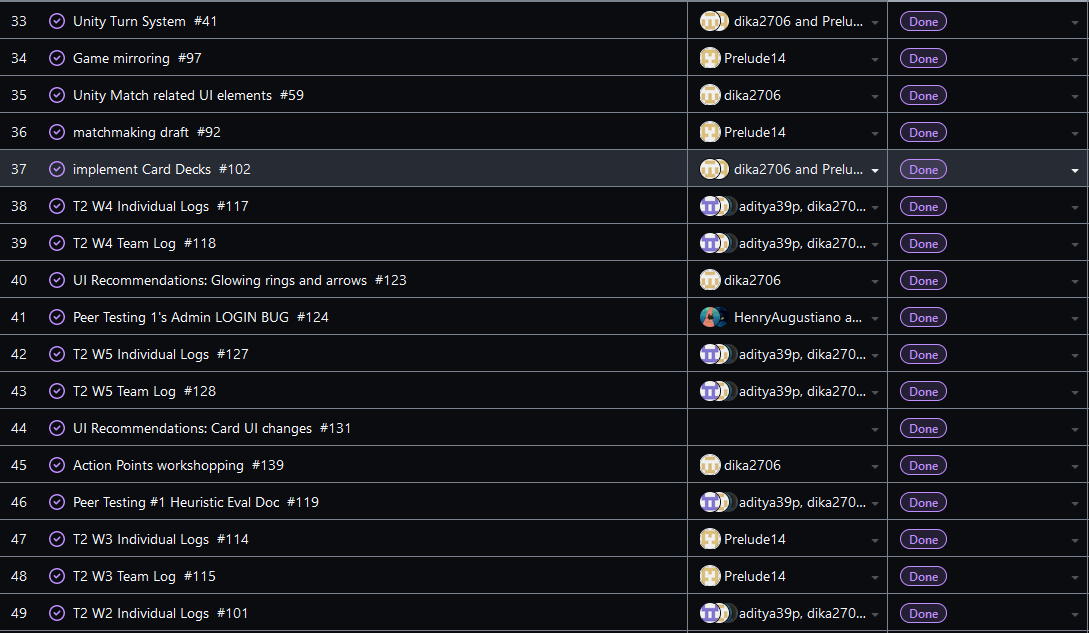 33 Unity Turn System #41 dika2706 and Prelu... Done
34 Game mirroring #97 Prelude14 Done
35 Unity Match related UI elements #59 dika2706 Done
36 matchmaking draft #92 Prelude14 Done
37 implement Card Decks #102 dika2706 and Prelu... Done
38 T2 W4 Individual Logs #117 aditya39p, dika270... Done
39 T2 W4 Team Log #118 aditya39p, dika270... Done
40 UI Recommendations: Glowing rings and arrows #123 dika2706 Done
41 Peer Testing 1's Admin LOGIN BUG #124 HenryAugustiano a... Done
42 T2 W5 Individual Logs #127 aditya39p, dika270... Done
43 T2 W5 Team Log #128 aditya39p, dika270... Done
44 UI Recommendations: Card UI changes #131 Done
45 Action Points workshopping #139 dika2706 Done
46 Peer Testing #1 Heuristic Eval Doc #119 aditya39p, dika270... Done
47 T2 W3 Individual Logs #114 Prelude14 Done
48 T2 W3 Team Log #115 Prelude14 Done
49 T2 W2 Individual Logs #101 aditya39p, dika270... Done